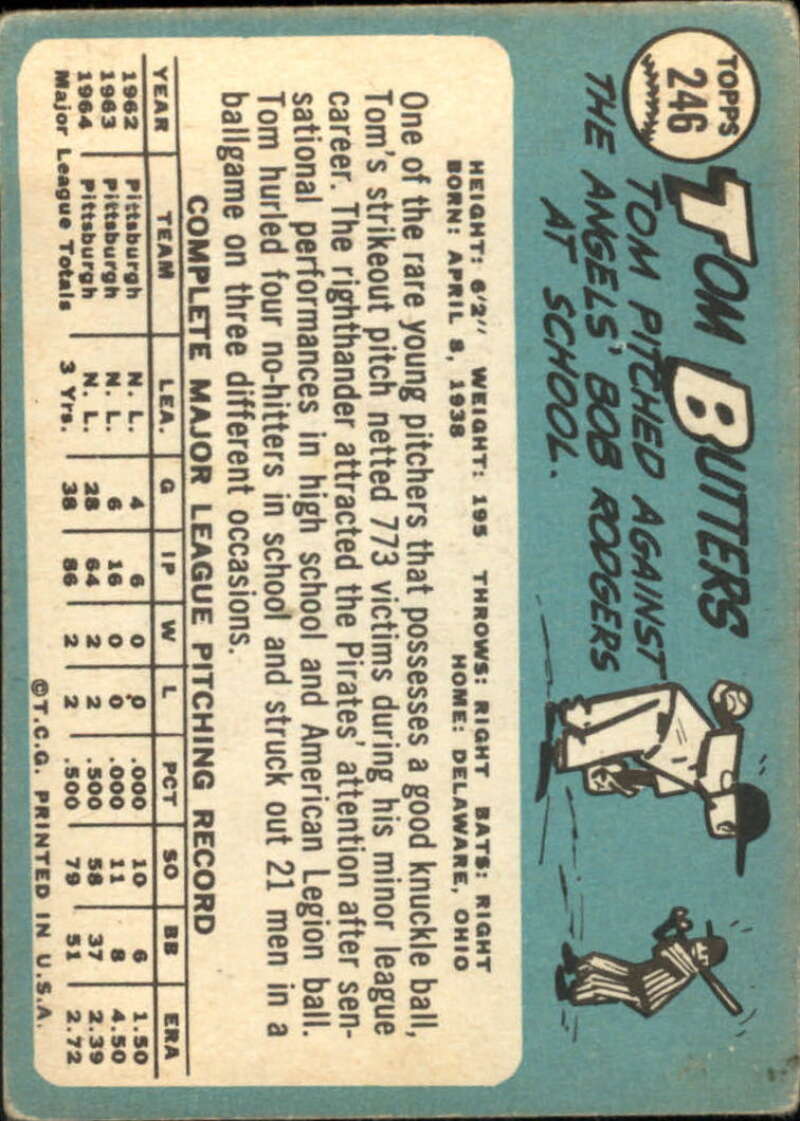 TOPPS
246
TOM BUTTERS
TOM PITCHED AGAINST
THE ANGELS' BOB RODGERS
AT SCHOOL.
HEIGHT: 6'2" WEIGHT: 195 THROWS: RIGHT BATS: RIGHT
BORN: APRIL 8, 1938 HOME: DELAWARE, OHIO
One of the rare young pitchers that possesses a good knuckle ball,
Tom's strikeout pitch netted 773 victims during his minor league
career. The righthander attracted the Pirates' attention after sen-
sational performances in high school and American Legion ball.
Tom hurled four no-hitters in school and struck out 21 men in a
ballgame on three different occasions.
COMPLETE MAJOR LEAGUE PITCHING RECORD
YEAR TEAM LEA. G IP W L PCT SO BB ERA
1962 Pittsburgh N. L. 4 6 0 0 .000 10 6 1.50
1963 Pittsburgh N. L. 6 16 0 0 .000 11 8 4.50
1964 Pittsburgh N. L. 28 64 2 2 .500 58 37 2.39
Major League Totals 3 Yrs. 38 86 2 2 .500 79 51 2.72
©T.C.G. PRINTED IN U.S.A.